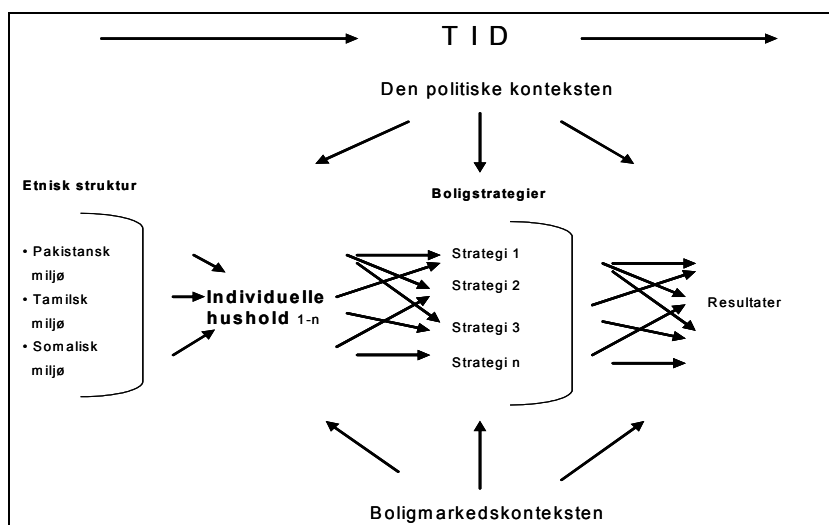 TID
Den politiske konteksten
Etnisk struktur
• Pakistansk
miljø
• Tamilsk
miljø
• Somalisk
miljø
Individuelle
hushold 1-n
Boligstrategier
Strategi 1
Strategi 2
Strategi 3
Strategi n
Resultater
Boligmarkedskonteksten